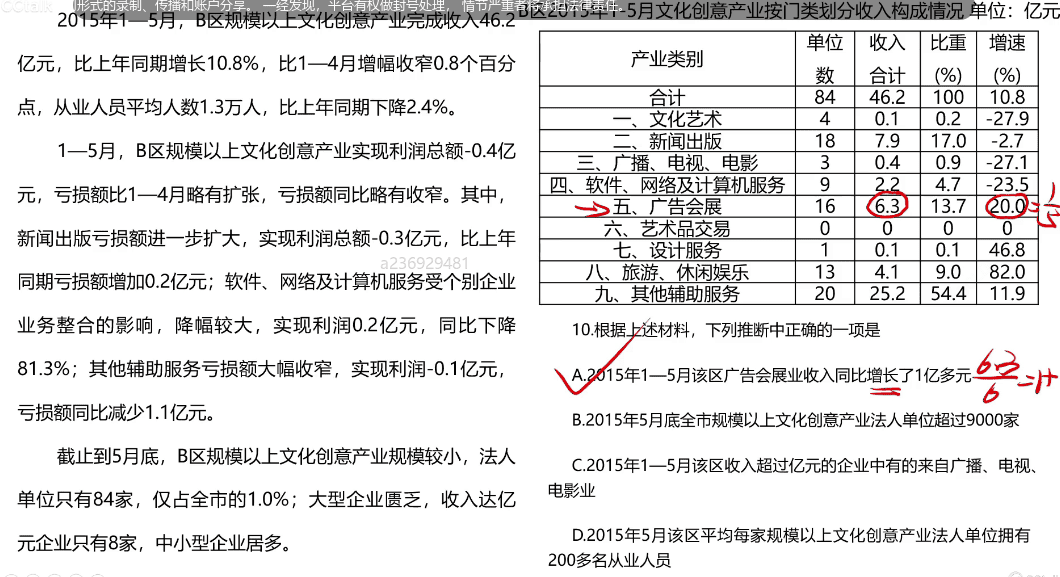 形式的录制、传播和账户分享。一经发现，平台有权做封号处理，情节严重者将承担法律责任。
2015年1—5月，B区规模以上文化创意产业完成收入46.2
亿元，比上年同期增长10.8%，比1—4月增幅收窄0.8个百分
点，从业人员平均人数1.3万人，比上年同期下降2.4%。
1—5月，B区规模以上文化创意产业实现利润总额-0.4亿
元，亏损额比1—4月略有扩张，亏损额同比略有收窄。其中，
新闻出版亏损额进一步扩大，实现利润总额-0.3亿元，比上年
同期亏损额增加0.2亿元；软件、网络及计算机服务受个别企业
业务整合的影响，降幅较大，实现利润0.2亿元，同比下降
81.3%；其他辅助服务亏损额大幅收窄，实现利润-0.1亿元，
亏损额同比减少1.1亿元。
截止到5月底，B区规模以上文化创意产业规模较小，法人
单位只有84家，仅占全市的1.0%；大型企业匮乏，收入达亿
元企业只有8家，中小型企业居多。
a236929481
B区2015年1-5月文化创意产业按门类划分收入构成情况 单位：亿元
产业类别 单位数 收入合计 比重(%) 增速(%)
合计 84 46.2 100 10.8
一、文化艺术 4 0.1 0.2 -27.9
二、新闻出版 18 7.9 17.0 -2.7
三、广播、电视、电影 3 0.4 0.9 -27.1
四、软件、网络及计算机服务 9 2.2 4.7 -23.5
五、广告会展 16 6.3 13.7 20.0 =1/5
六、艺术品交易 0 0 0 0
七、设计服务 1 0.1 0.1 46.8
八、旅游、休闲娱乐 13 4.1 9.0 82.0
九、其他辅助服务 20 25.2 54.4 11.9
10.根据上述材料，下列推断中正确的一项是
A.2015年1—5月该区广告会展业收入同比增长了1亿多元 6.3/6=1+
B.2015年5月底全市规模以上文化创意产业法人单位超过9000家
C.2015年1—5月该区收入超过亿元的企业中有的来自广播、电视、
电影业
D.2015年5月该区平均每家规模以上文化创意产业法人单位拥有
200多名从业人员